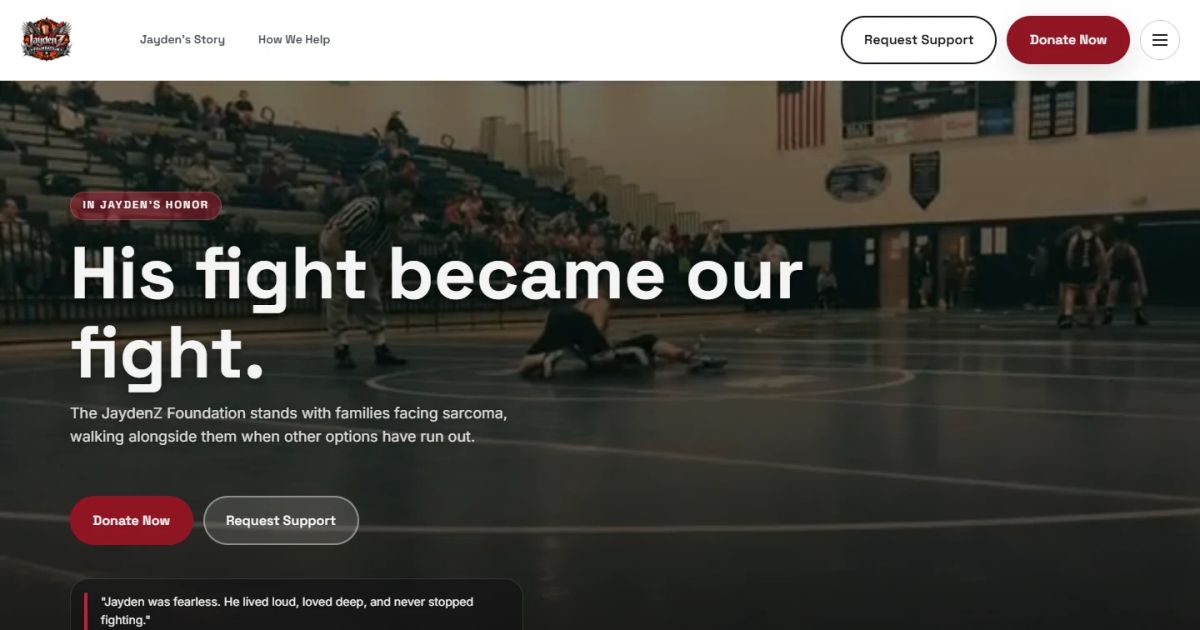 JaydenZ
Jayden's Story
How We Help
Request Support
Donate Now
IN JAYDEN'S HONOR
His fight became our
fight.
The JaydenZ Foundation stands with families facing sarcoma,
walking alongside them when other options have run out.
Donate Now
Request Support
"Jayden was fearless. He lived loud, loved deep, and never stopped
fighting."